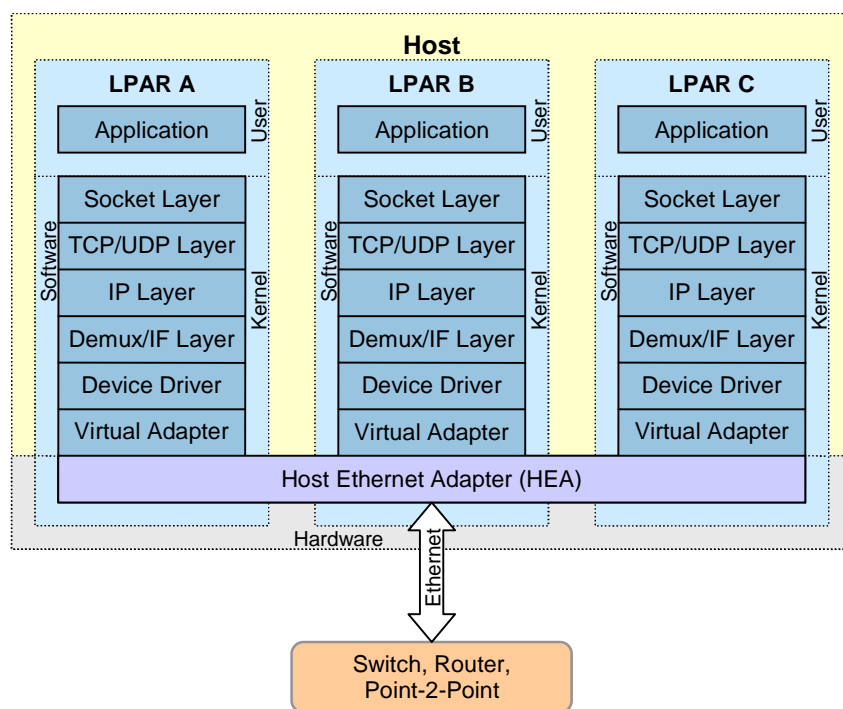 Host
LPAR A
Application
User
Software
Socket Layer
TCP/UDP Layer
IP Layer
Demux/IF Layer
Device Driver
Virtual Adapter
Kernel
LPAR B
Application
User
Software
Socket Layer
TCP/UDP Layer
IP Layer
Demux/IF Layer
Device Driver
Virtual Adapter
Kernel
LPAR C
Application
User
Software
Socket Layer
TCP/UDP Layer
IP Layer
Demux/IF Layer
Device Driver
Virtual Adapter
Kernel
Host Ethernet Adapter (HEA)
Hardware
Ethernet
Switch, Router,
Point-2-Point